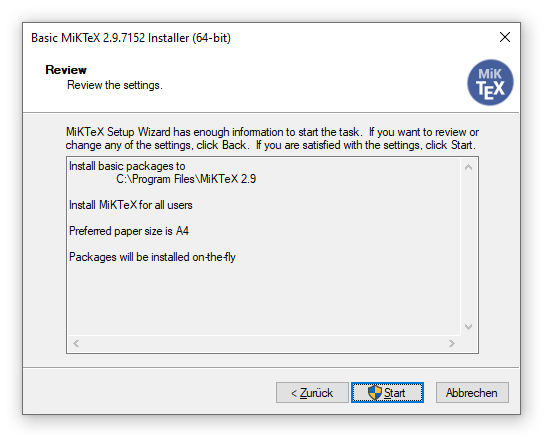 Basic MiKTeX 2.9.7152 Installer (64-bit)
Review
Review the settings.
MiK
TEX
MiKTeX Setup Wizard has enough information to start the task.  If you want to review or
change any of the settings, click Back.  If you are satisfied with the settings, click Start.
Install basic packages to
C:\Program Files\MiKTeX 2.9
Install MiKTeX for all users
Preferred paper size is A4
Packages will be installed on-the-fly
< Zurück
Start
Abbrechen